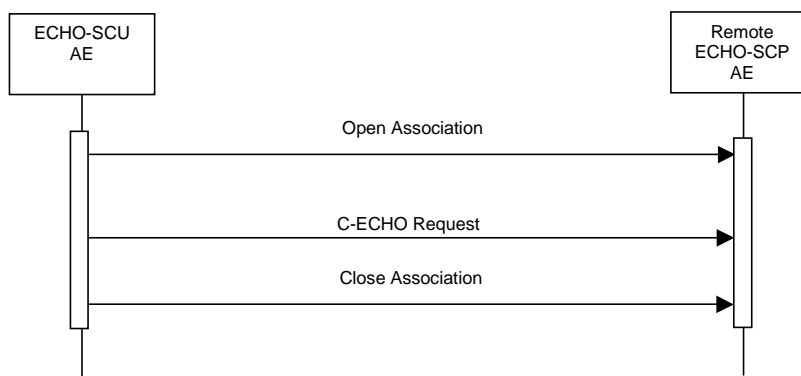 ECHO-SCU
AE
Remote
ECHO-SCP
AE
Open Association
C-ECHO Request
Close Association